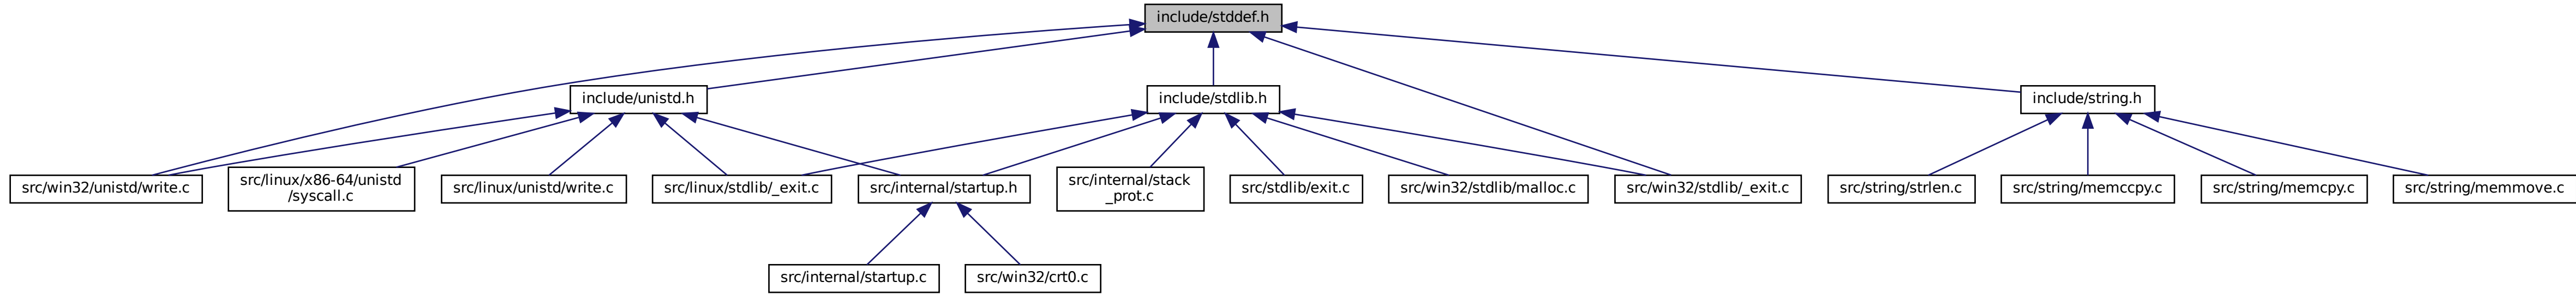 include/stddef.h
include/unistd.h
include/stdlib.h
include/string.h
src/win32/unistd/write.c
src/linux/x86-64/unistd
/syscall.c
src/linux/unistd/write.c
src/linux/stdlib/_exit.c
src/internal/startup.h
src/internal/stack
_prot.c
src/stdlib/exit.c
src/win32/stdlib/malloc.c
src/win32/stdlib/_exit.c
src/string/strlen.c
src/string/memccpy.c
src/string/memcpy.c
src/string/memmove.c
src/internal/startup.c
src/win32/crt0.c